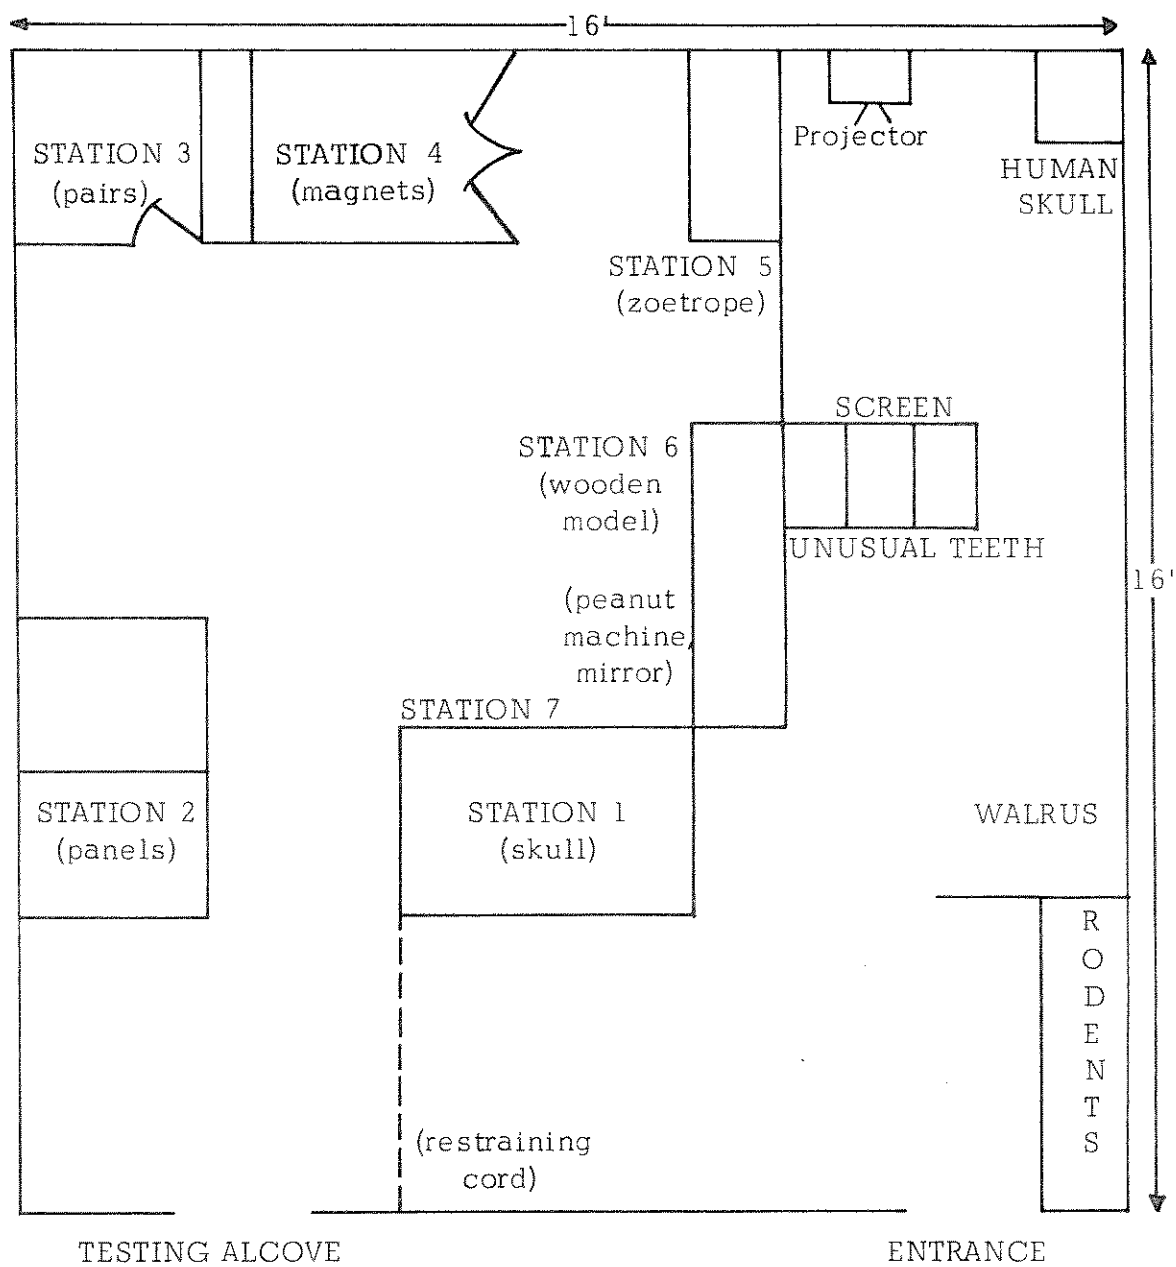 16'
STATION 3
(pairs)
STATION 4
(magnets)
Projector
HUMAN
SKULL
STATION 5
(zoetrope)
SCREEN
STATION 6
(wooden
model)
UNUSUAL TEETH
16'
(peanut
machine,
mirror)
STATION 7
STATION 2
(panels)
STATION 1
(skull)
WALRUS
R
O
D
E
N
T
S
(restraining
cord)
TESTING ALCOVE
ENTRANCE